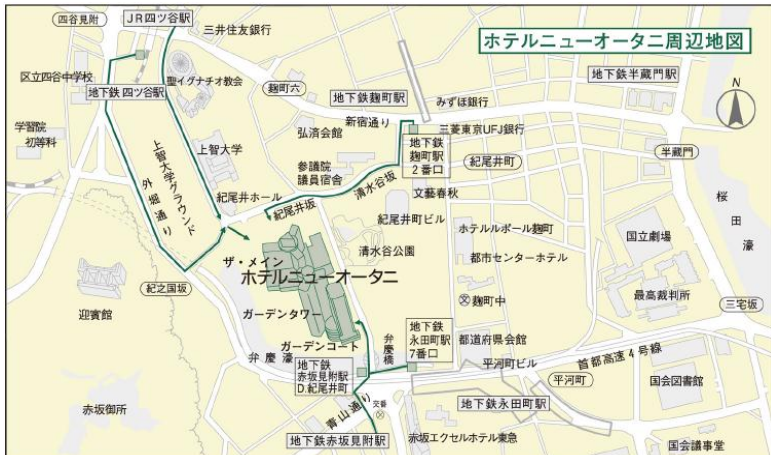 ホテルニューオータニ周辺地図
四谷見附
JR四ツ谷駅
三井住友銀行
区立四谷中学校
聖イグナチオ教会
地下鉄 四ツ谷駅
麹町六
地下鉄麹町駅
みずほ銀行
地下鉄半蔵門駅
N
新宿通り
三菱東京UFJ銀行
学習院
初等科
上智大学
弘済会館
地下鉄
麹町駅
2番口
紀尾井町
半蔵門
上智大学グラウンド
外堀通り
参議院
議員宿舎
清水谷坂
文藝春秋
紀尾井ホール
紀尾井坂
紀尾井町ビル
ホテルルポール麹町
桜田濠
国立劇場
清水谷公園
都市センターホテル
ザ・メイン
ホテルニューオータニ
紀之国坂
迎賓館
麹町中
最高裁判所
三宅坂
ガーデンタワー
ガーデンコート
地下鉄
永田町駅
7番口
都道府県会館
弁慶濠
弁慶橋
地下鉄
赤坂見附駅
D.紀尾井町
平河町ビル
首都高速4号線
平河町
国会図書館
赤坂御所
青山通り
交番
地下鉄永田町駅
地下鉄赤坂見附駅
赤坂エクセルホテル東急
国会議事堂